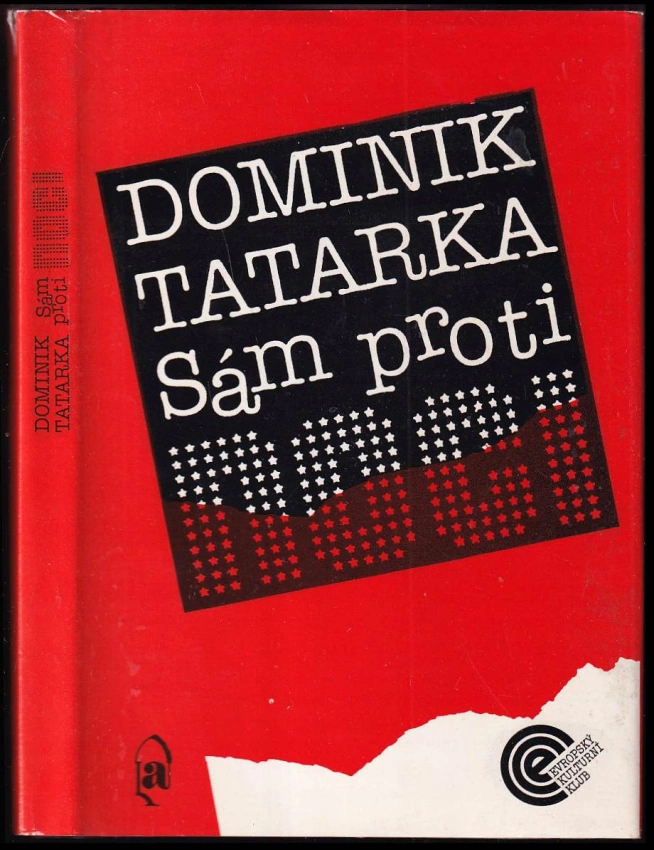 DOMINIK
TATARKA
Sám proti
noci
DOMINIK Sám
TATARKA proti noci
a
EVROPSKÝ
KULTURNÍ
KLUB